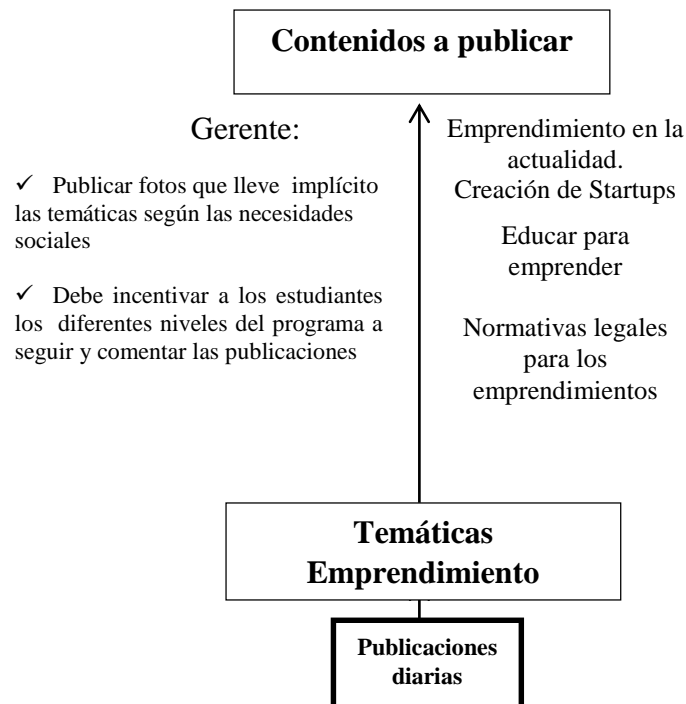 Contenidos a publicar
Gerente:
✓ Publicar fotos que lleve implícito
las temáticas según las necesidades
sociales
✓ Debe incentivar a los estudiantes
los diferentes niveles del programa a
seguir y comentar las publicaciones
Emprendimiento en la
actualidad.
Creación de Startups
Educar para
emprender
Normativas legales
para los
emprendimientos
Temáticas
Emprendimiento
Publicaciones
diarias